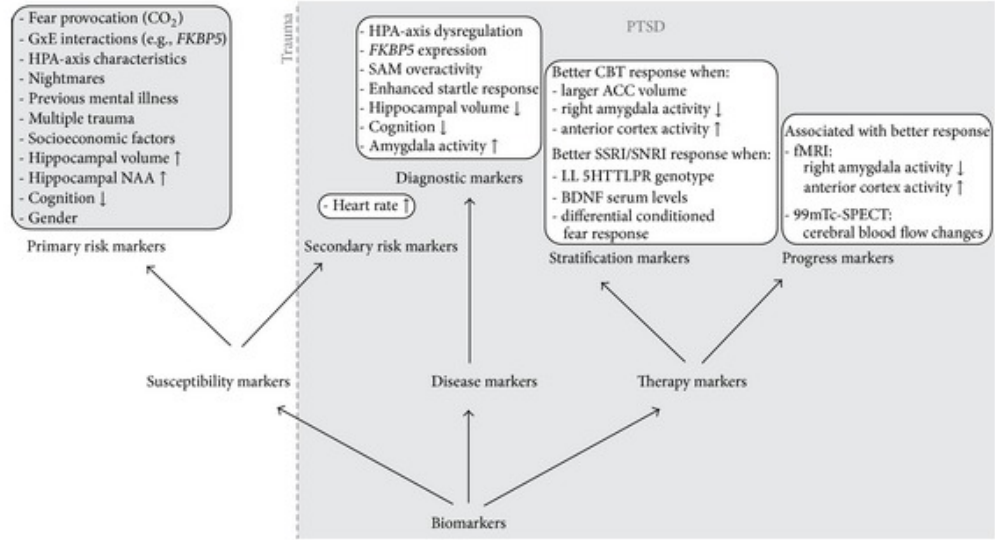 - Fear provocation (CO₂)
- GxE interactions (e.g., FKBP5)
- HPA-axis characteristics
- Nightmares
- Previous mental illness
- Multiple trauma
- Socioeconomic factors
- Hippocampal volume ↑
- Hippocampal NAA ↑
- Cognition ↓
- Gender
Primary risk markers
Trauma
PTSD
- HPA-axis dysregulation
- FKBP5 expression
- SAM overactivity
- Enhanced startle response
- Hippocampal volume ↓
- Cognition ↓
- Amygdala activity ↑
Diagnostic markers
- Heart rate ↑
Secondary risk markers
Better CBT response when:
- larger ACC volume
- right amygdala activity ↓
- anterior cortex activity ↑
Better SSRI/SNRI response when:
- LL 5HTTLPR genotype
- BDNF serum levels
- differential conditioned
fear response
Stratification markers
Associated with better response
- fMRI:
right amygdala activity ↓
anterior cortex activity ↑
- 99mTc-SPECT:
cerebral blood flow changes
Progress markers
Susceptibility markers
Disease markers
Therapy markers
Biomarkers